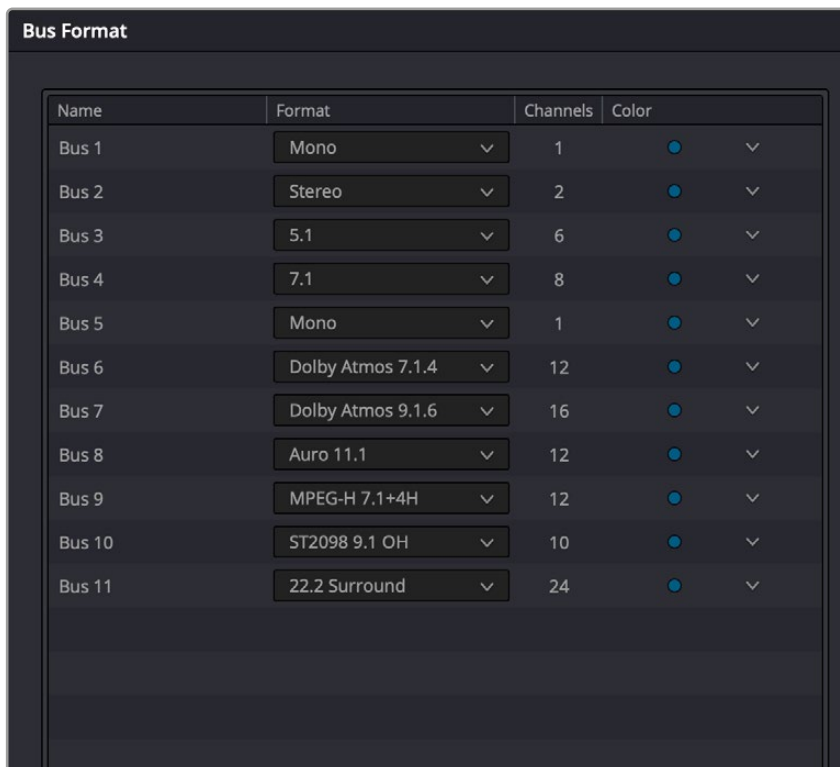 Bus Format
Name Format Channels Color
Bus 1 Mono 1
Bus 2 Stereo 2
Bus 3 5.1 6
Bus 4 7.1 8
Bus 5 Mono 1
Bus 6 Dolby Atmos 7.1.4 12
Bus 7 Dolby Atmos 9.1.6 16
Bus 8 Auro 11.1 12
Bus 9 MPEG-H 7.1+4H 12
Bus 10 ST2098 9.1 OH 10
Bus 11 22.2 Surround 24